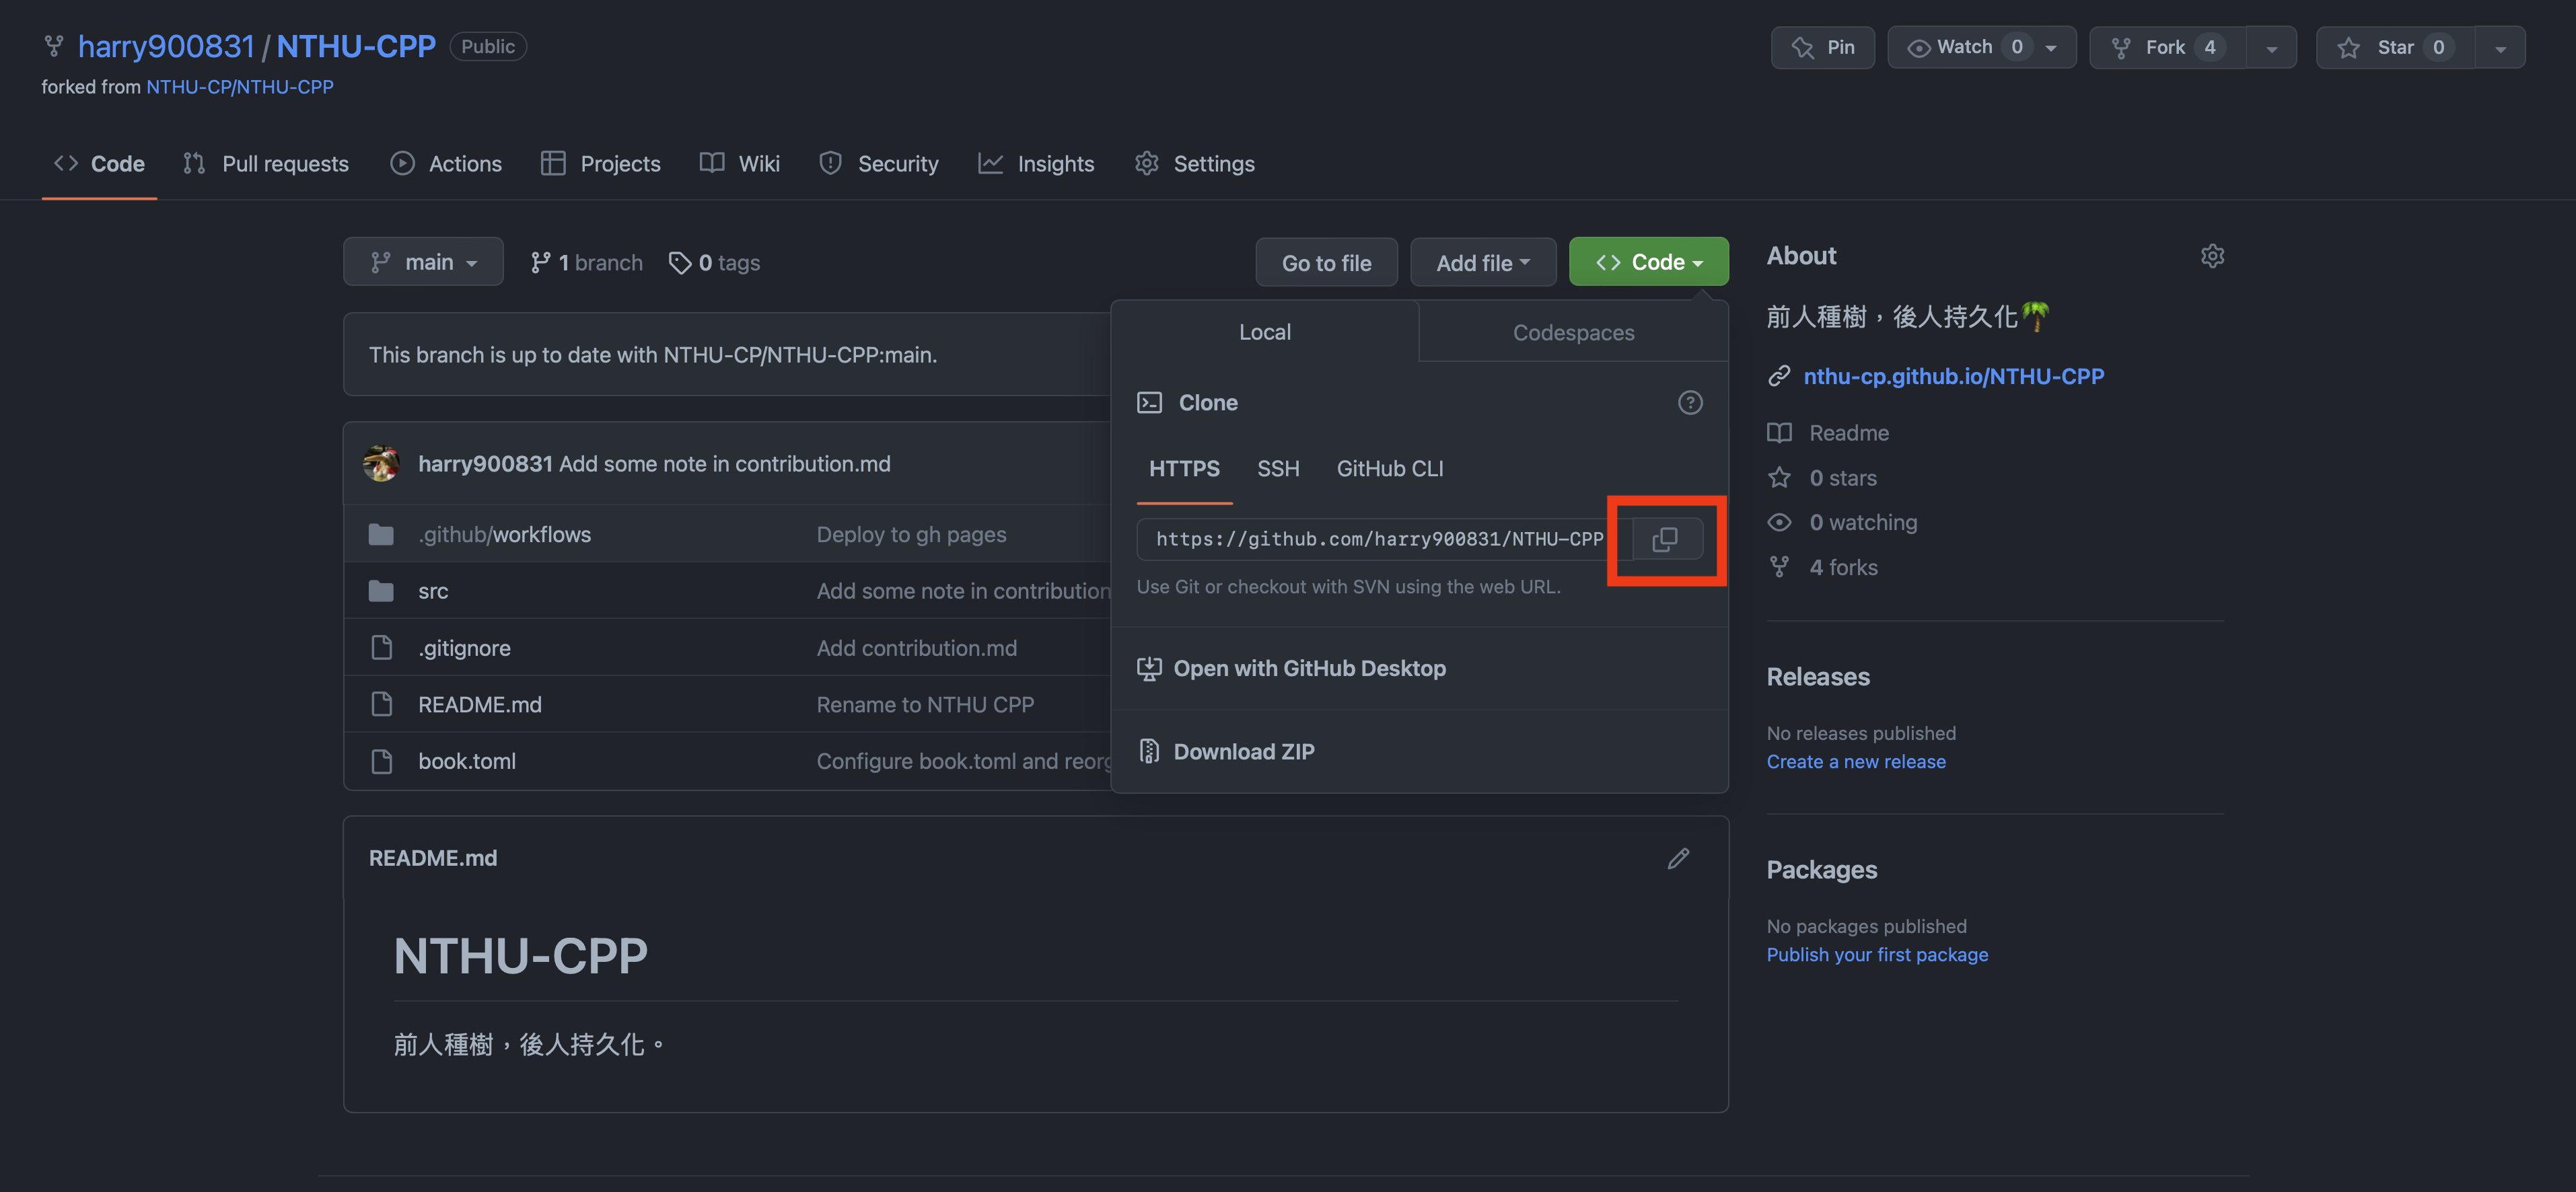 harry900831 / NTHU-CPP Public
Pin Watch 0 Fork 4 Star 0
forked from NTHU-CP/NTHU-CPP
Code Pull requests Actions Projects Wiki Security Insights Settings
main 1 branch 0 tags
Go to file Add file Code
This branch is up to date with NTHU-CP/NTHU-CPP:main.
harry900831 Add some note in contribution.md
.github/workflows Deploy to gh pages
src Add some note in contribution
.gitignore Add contribution.md
README.md Rename to NTHU CPP
book.toml Configure book.toml and reorg
Local Codespaces
Clone
HTTPS SSH GitHub CLI
https://github.com/harry900831/NTHU-CPP
Use Git or checkout with SVN using the web URL.
Open with GitHub Desktop
Download ZIP
README.md
NTHU-CPP
前人種樹，後人持久化。
About
前人種樹，後人持久化🌴
nthu-cp.github.io/NTHU-CPP
Readme
0 stars
0 watching
4 forks
Releases
No releases published
Create a new release
Packages
No packages published
Publish your first package